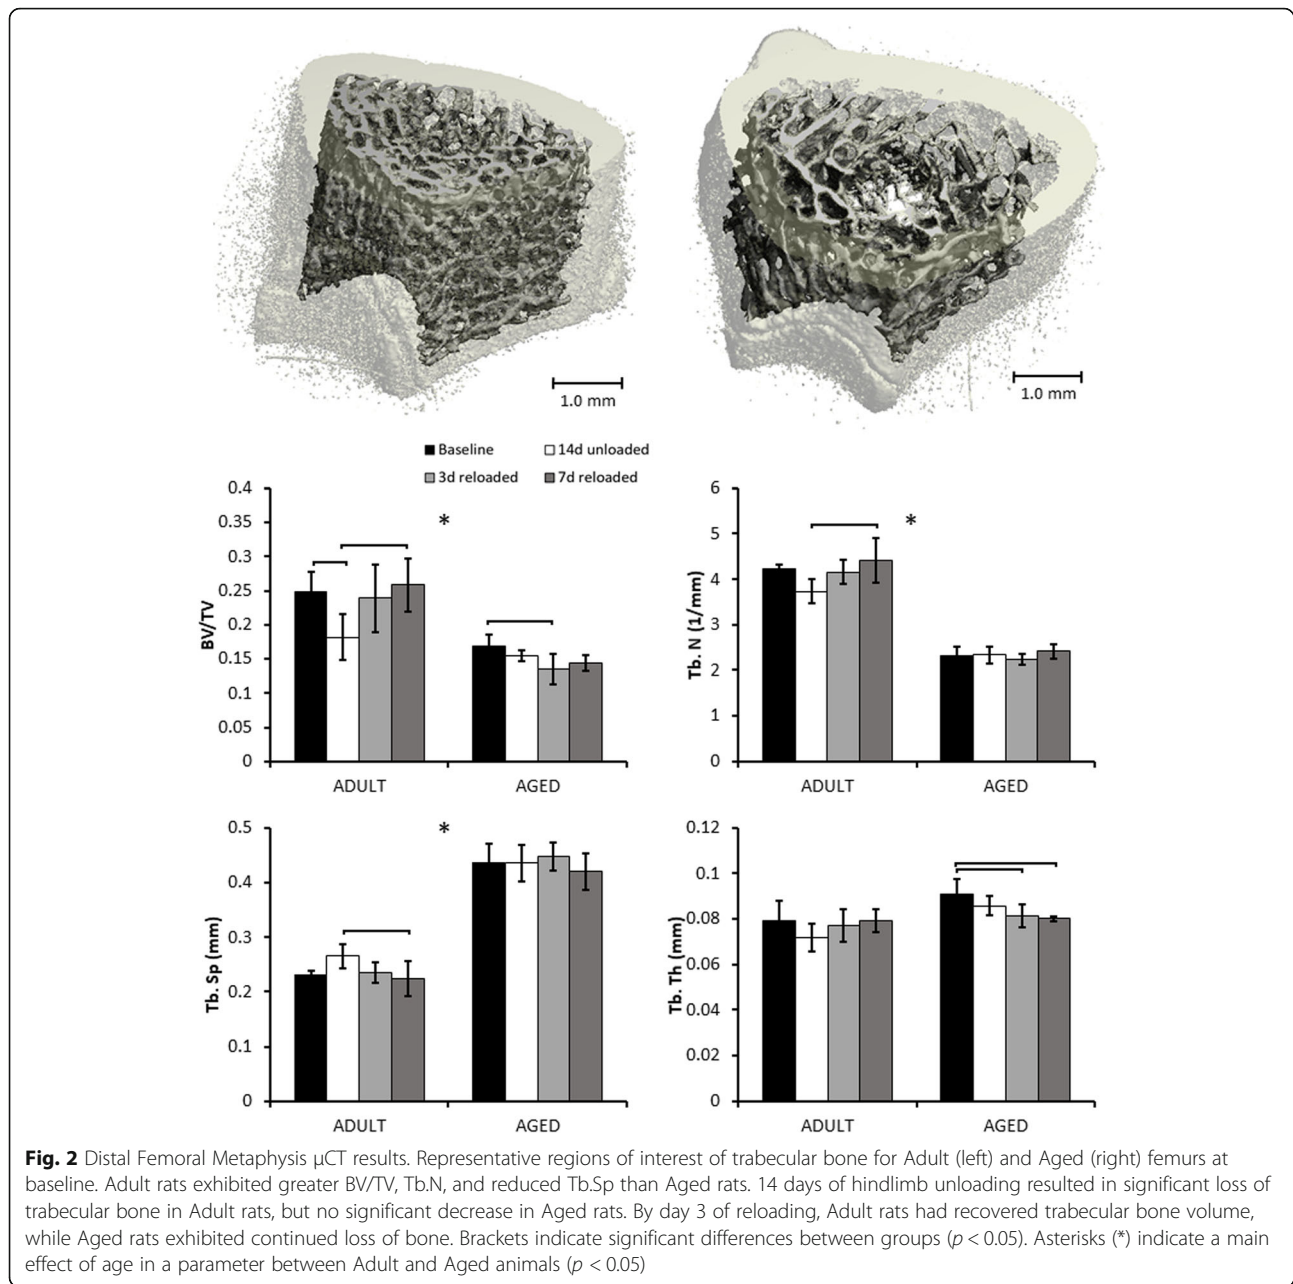 1.0 mm
1.0 mm
Baseline
14d unloaded
3d reloaded
7d reloaded
0.4
0.35
0.3
0.25
0.2
0.15
0.1
0.05
0
BV/TV
*
ADULT
AGED
6
5
4
3
2
1
0
Tb. N (1/mm)
*
ADULT
AGED
0.5
0.4
0.3
0.2
0.1
0
Tb. Sp (mm)
*
ADULT
AGED
0.12
0.1
0.08
0.06
0.04
0.02
0
Tb. Th (mm)
ADULT
AGED
Fig. 2 Distal Femoral Metaphysis μCT results. Representative regions of interest of trabecular bone for Adult (left) and Aged (right) femurs at
baseline. Adult rats exhibited greater BV/TV, Tb.N, and reduced Tb.Sp than Aged rats. 14 days of hindlimb unloading resulted in significant loss of
trabecular bone in Adult rats, but no significant decrease in Aged rats. By day 3 of reloading, Adult rats had recovered trabecular bone volume,
while Aged rats exhibited continued loss of bone. Brackets indicate significant differences between groups (p < 0.05). Asterisks (*) indicate a main
effect of age in a parameter between Adult and Aged animals (p < 0.05)